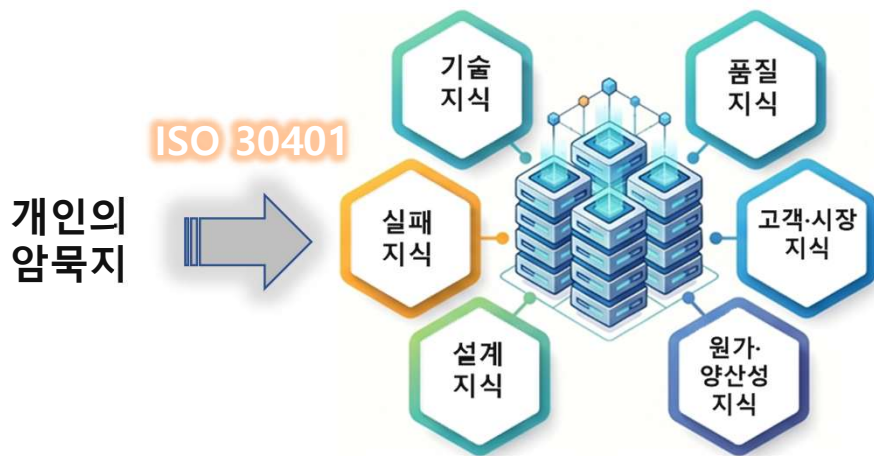 ISO 30401
개인의
암묵지
기술
지식
품질
지식
실패
지식
고객·시장
지식
설계
지식
원가·
양산성
지식